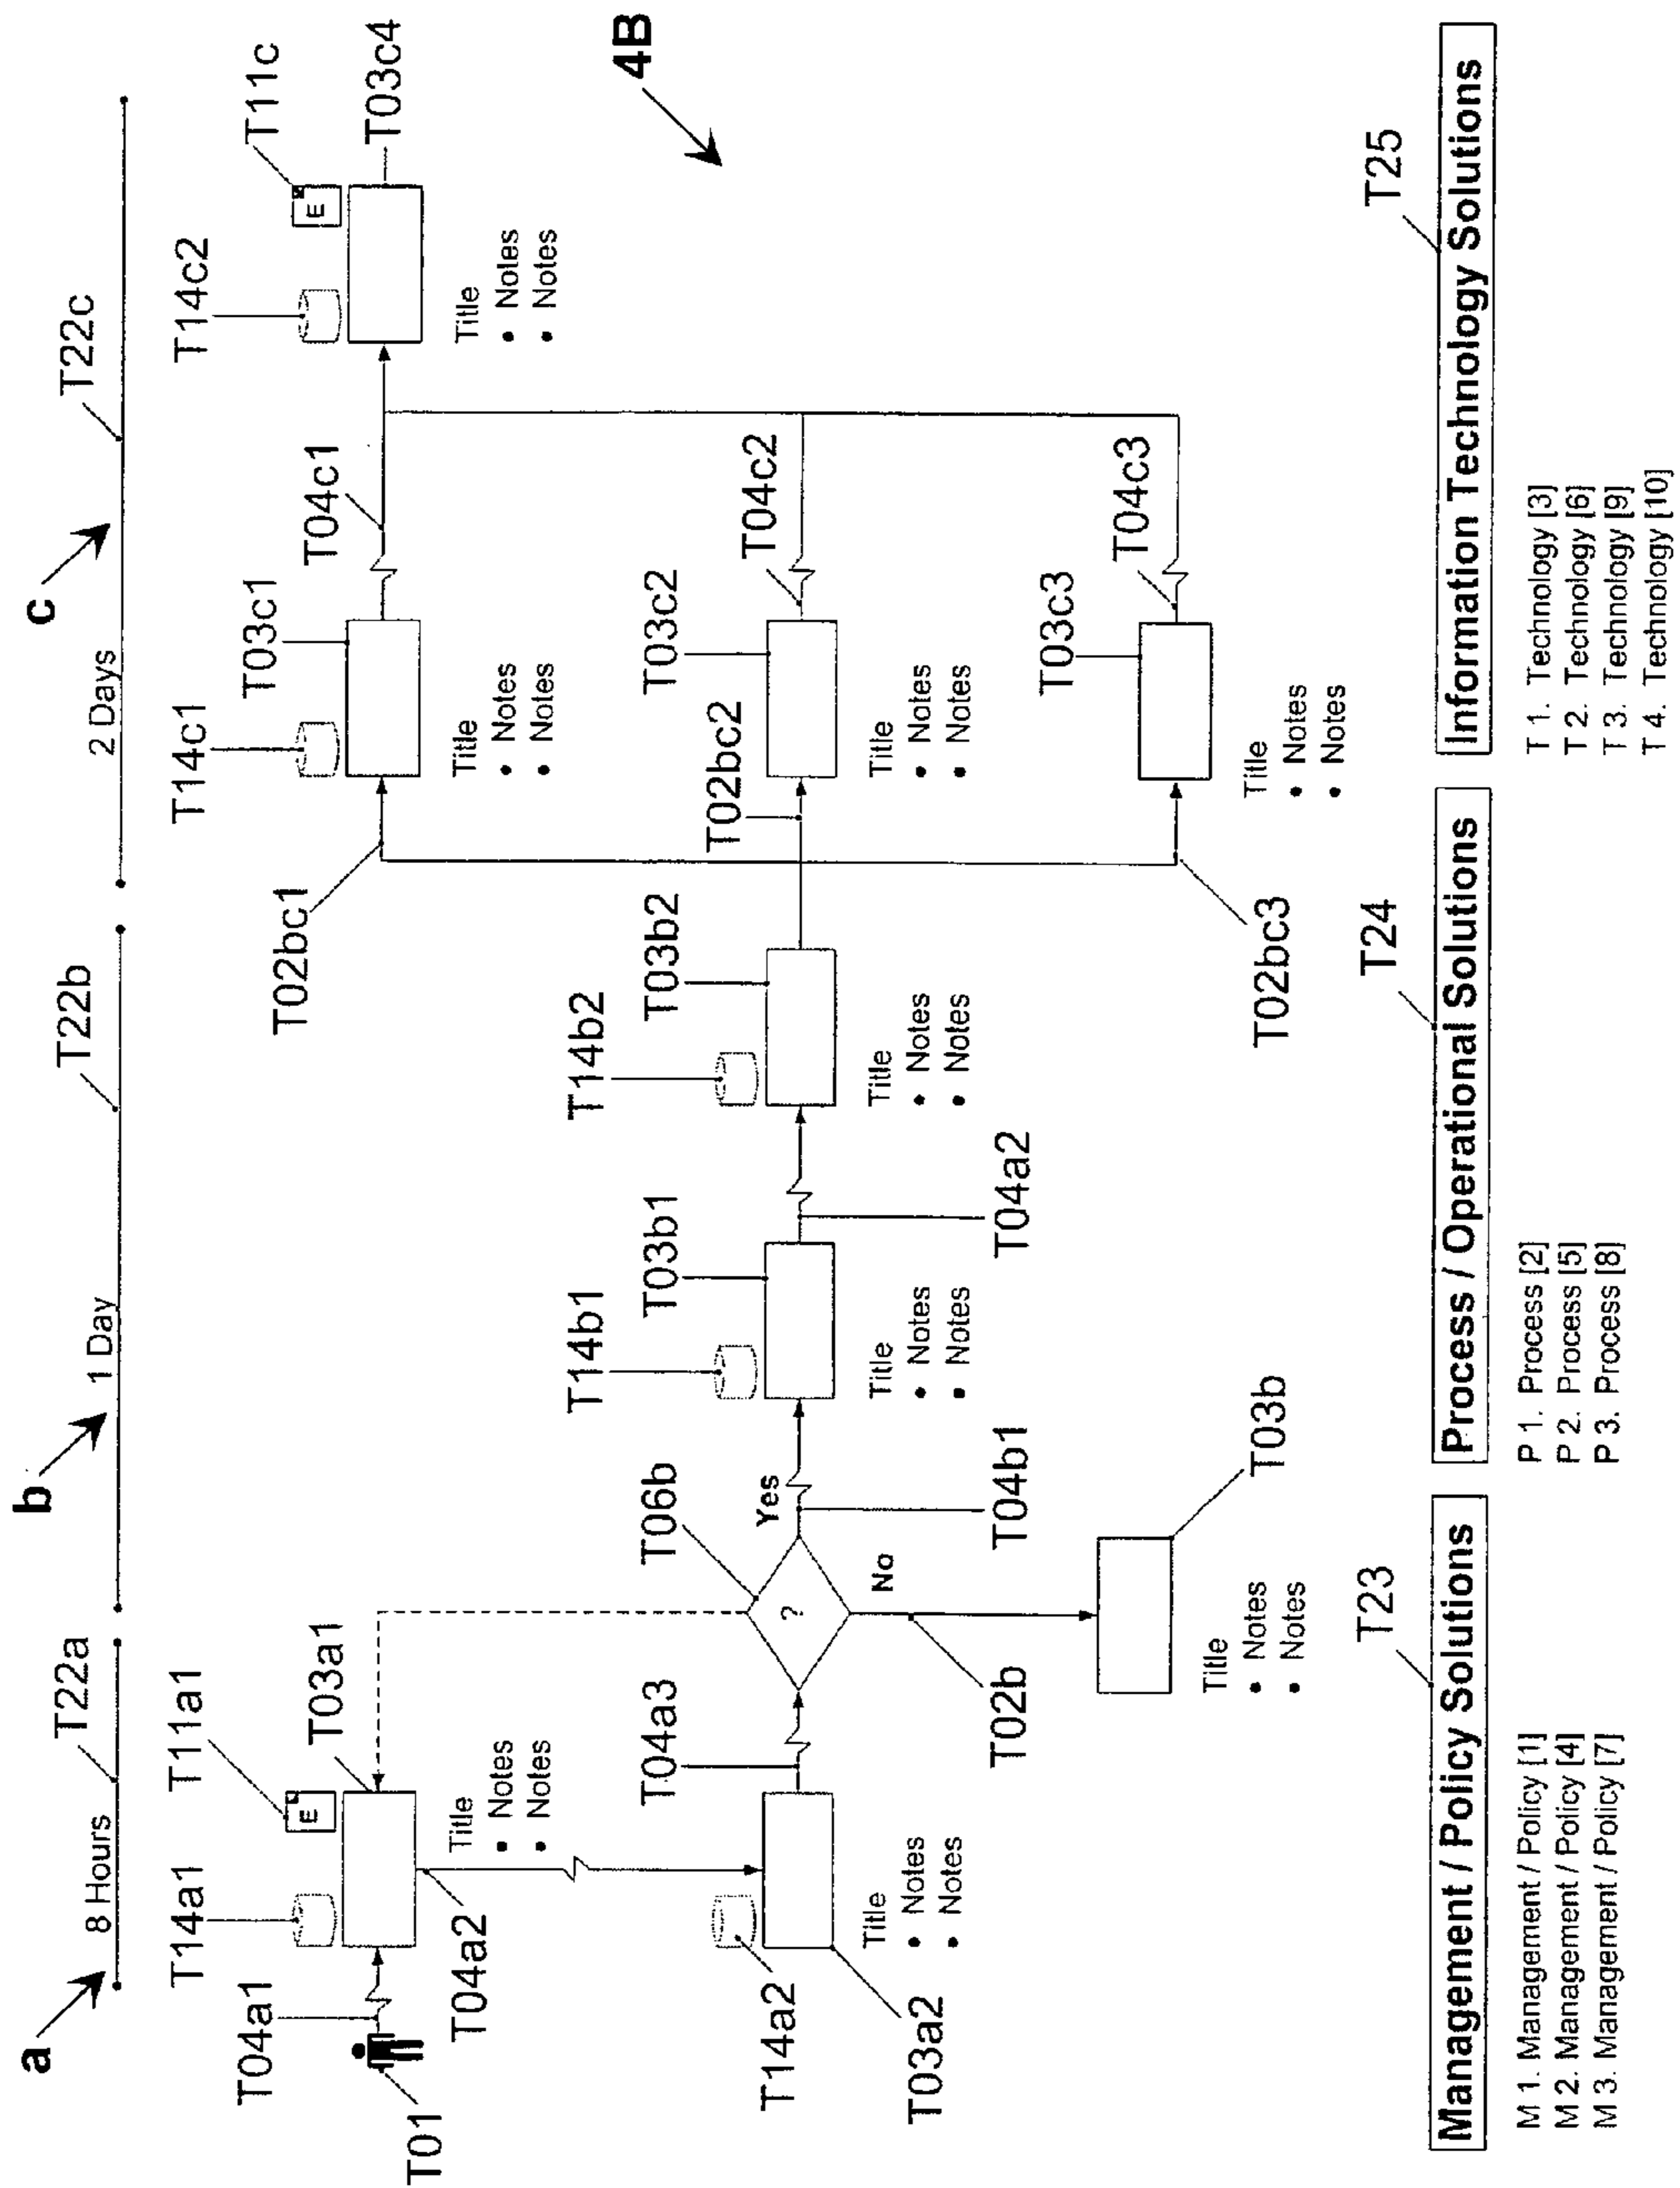 a
b
c
8 Hours
T22a
1 Day
T22b
2 Days
T22c
T04a1
T14a1
T11a1
E
T03a1
T01
T04a2
Title
• Notes
• Notes
T14a2
T03a2
Title
• Notes
• Notes
T04a3
T06b
?
Yes
No
T02b
T04b1
T03b
Title
• Notes
• Notes
T14b1
T03b1
Title
• Notes
• Notes
T04a2
T14b2
T03b2
Title
• Notes
• Notes
T02bc1
T02bc2
T02bc3
T14c1
T03c1
T04c1
Title
• Notes
• Notes
T03c2
T04c2
Title
• Notes
• Notes
T03c3
T04c3
Title
• Notes
• Notes
T14c2
T11c
E
T03c4
Title
• Notes
• Notes
4B
T23
Management / Policy Solutions
M 1. Management / Policy [1]
M 2. Management / Policy [4]
M 3. Management / Policy [7]
T24
Process / Operational Solutions
P 1. Process [2]
P 2. Process [5]
P 3. Process [8]
T25
Information Technology Solutions
T 1. Technology [3]
T 2. Technology [6]
T 3. Technology [9]
T 4. Technology [10]